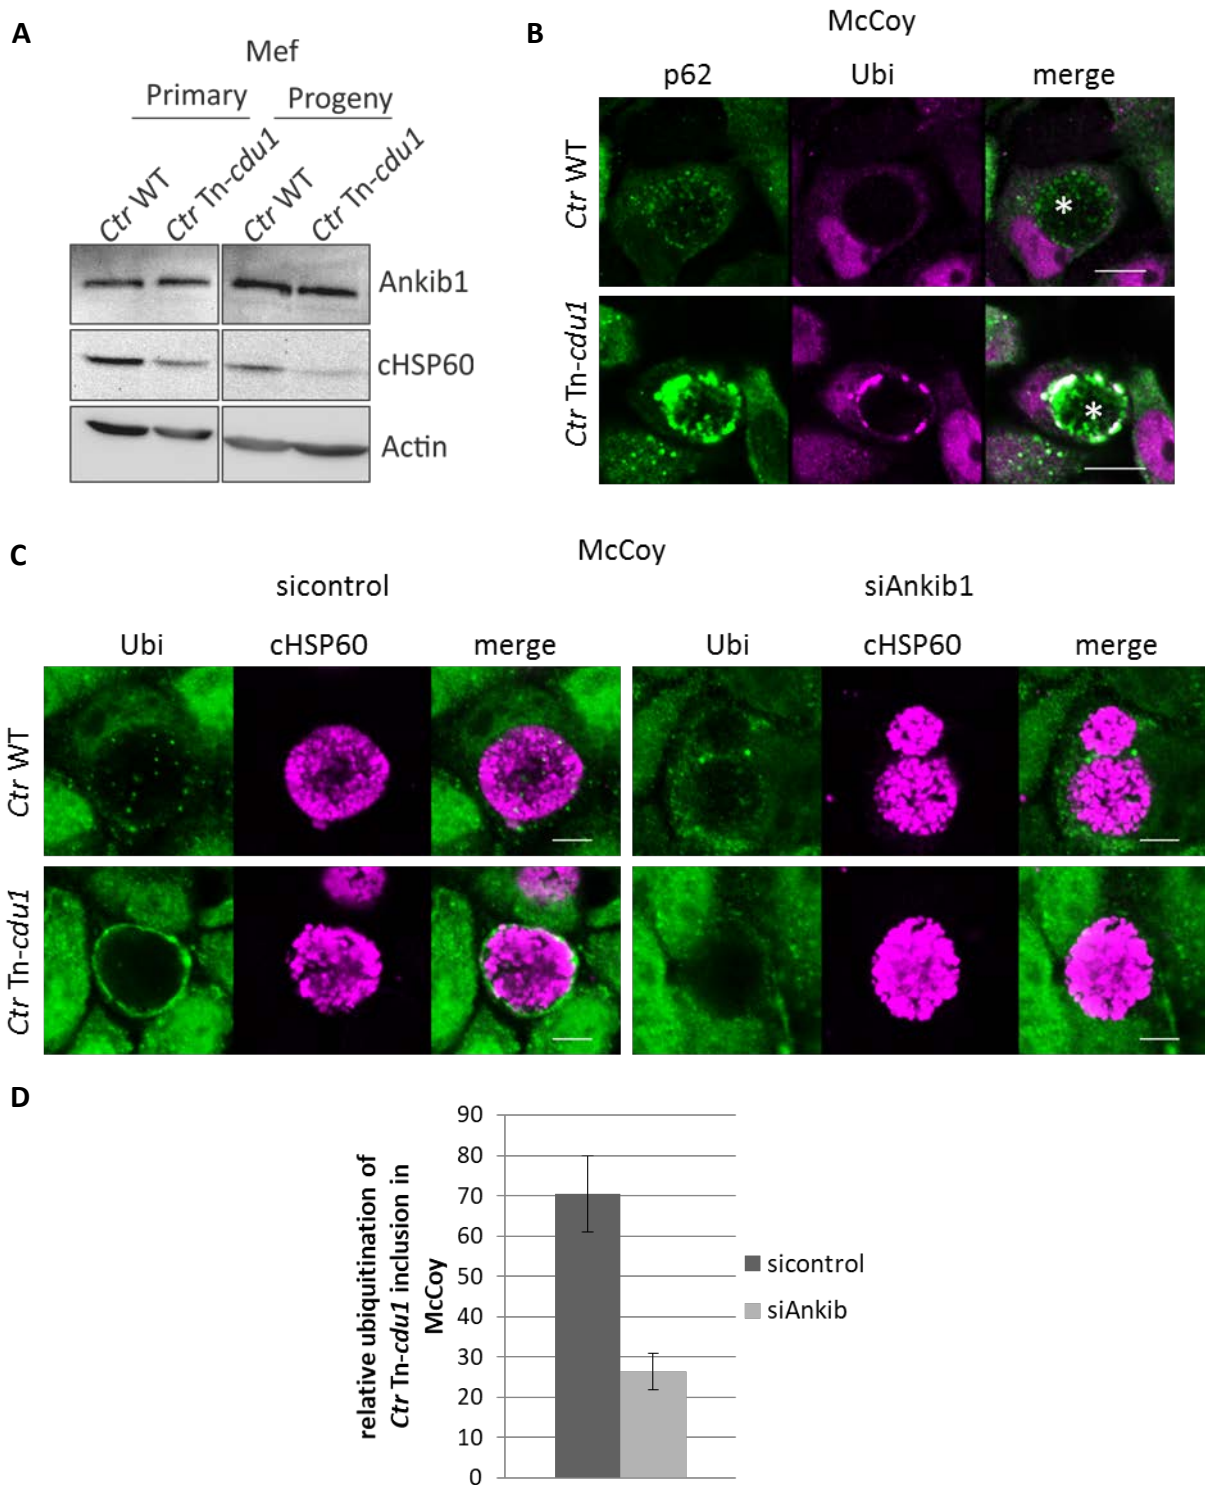 A
Mef
Primary
Progeny
Ctr WT
Ctr Tn-cdu1
Ctr WT
Ctr Tn-cdu1
Ankib1
cHSP60
Actin
B
McCoy
p62
Ubi
merge
Ctr WT
*
Ctr Tn-cdu1
*
C
McCoy
sicontrol
siAnkib1
Ubi
cHSP60
merge
Ubi
cHSP60
merge
Ctr WT
Ctr Tn-cdu1
D
relative ubiquitination of
Ctr Tn-cdu1 inclusion in
McCoy
90
80
70
60
50
40
30
20
10
0
sicontrol
siAnkib